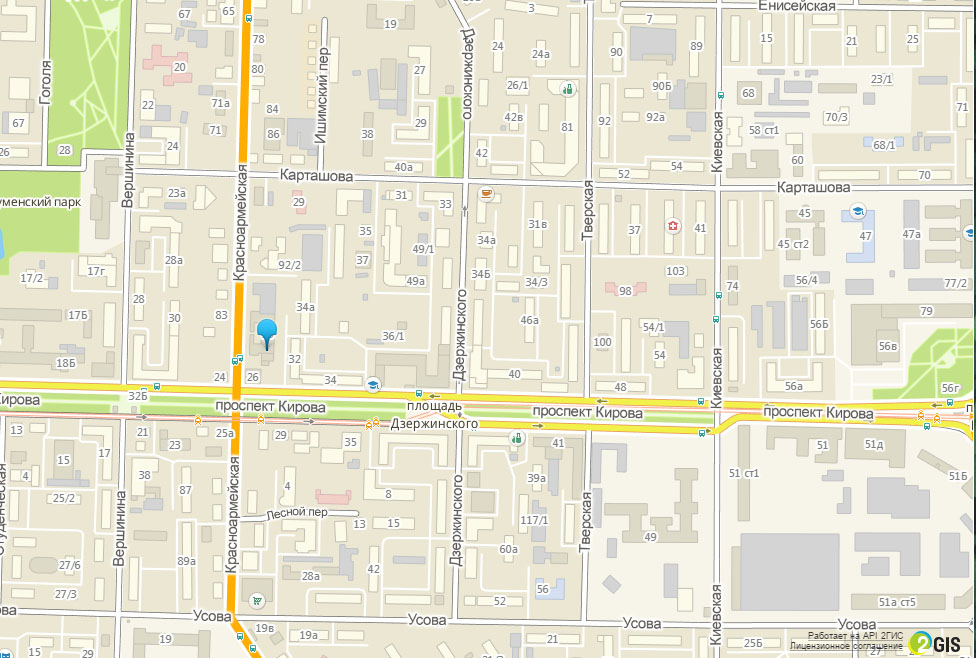 Енисейская
67
65
19
7
15
21
25
78
24
24а
90
89
Гоголя
20
80
Ишимский пер
Дзержинского
27
26/1
90Б
68
23/1
22
71а
84
67
71
86
38
29
42в
81
92
92а
Киевская
58 ст1
70/3
71
26
28
24
Вершинина
42
68/1
40а
52
54
60
70
Карташова
Карташова
23а
29
31
33
Красноармейская
Тверская
45
35
34а
31в
37
41
45 ст2
47
47а
28а
49/1
92/2
37
17г
17/2
49а
34Б
34/3
103
74
56/4
77/2
28
98
17Б
30
83
34а
Дзержинского
46а
54/1
56Б
79
36/1
100
18Б
32
54
56в
24
26
34
40
48
56а
56г
32Б
проспект Кирова
площадь
Дзержинского
проспект Кирова
Киевская
проспект Кирова
13
21
23
25а
29
35
41
51
51д
15
17
4
38
87
4
39а
51 ст1
51Б
25/2
8
Студенческая
Вершинина
Красноармейская
Лесной пер
13
15
Дзержинского
117/1
Тверская
49
27/6
89а
28а
42
60а
27/3
56
52
51а ст5
Усова
Усова
Усова
Усова
Киевская
19
19в
19а
21
25Б
Работает на API 2ГИС
Лицензионное соглашение
2GIS